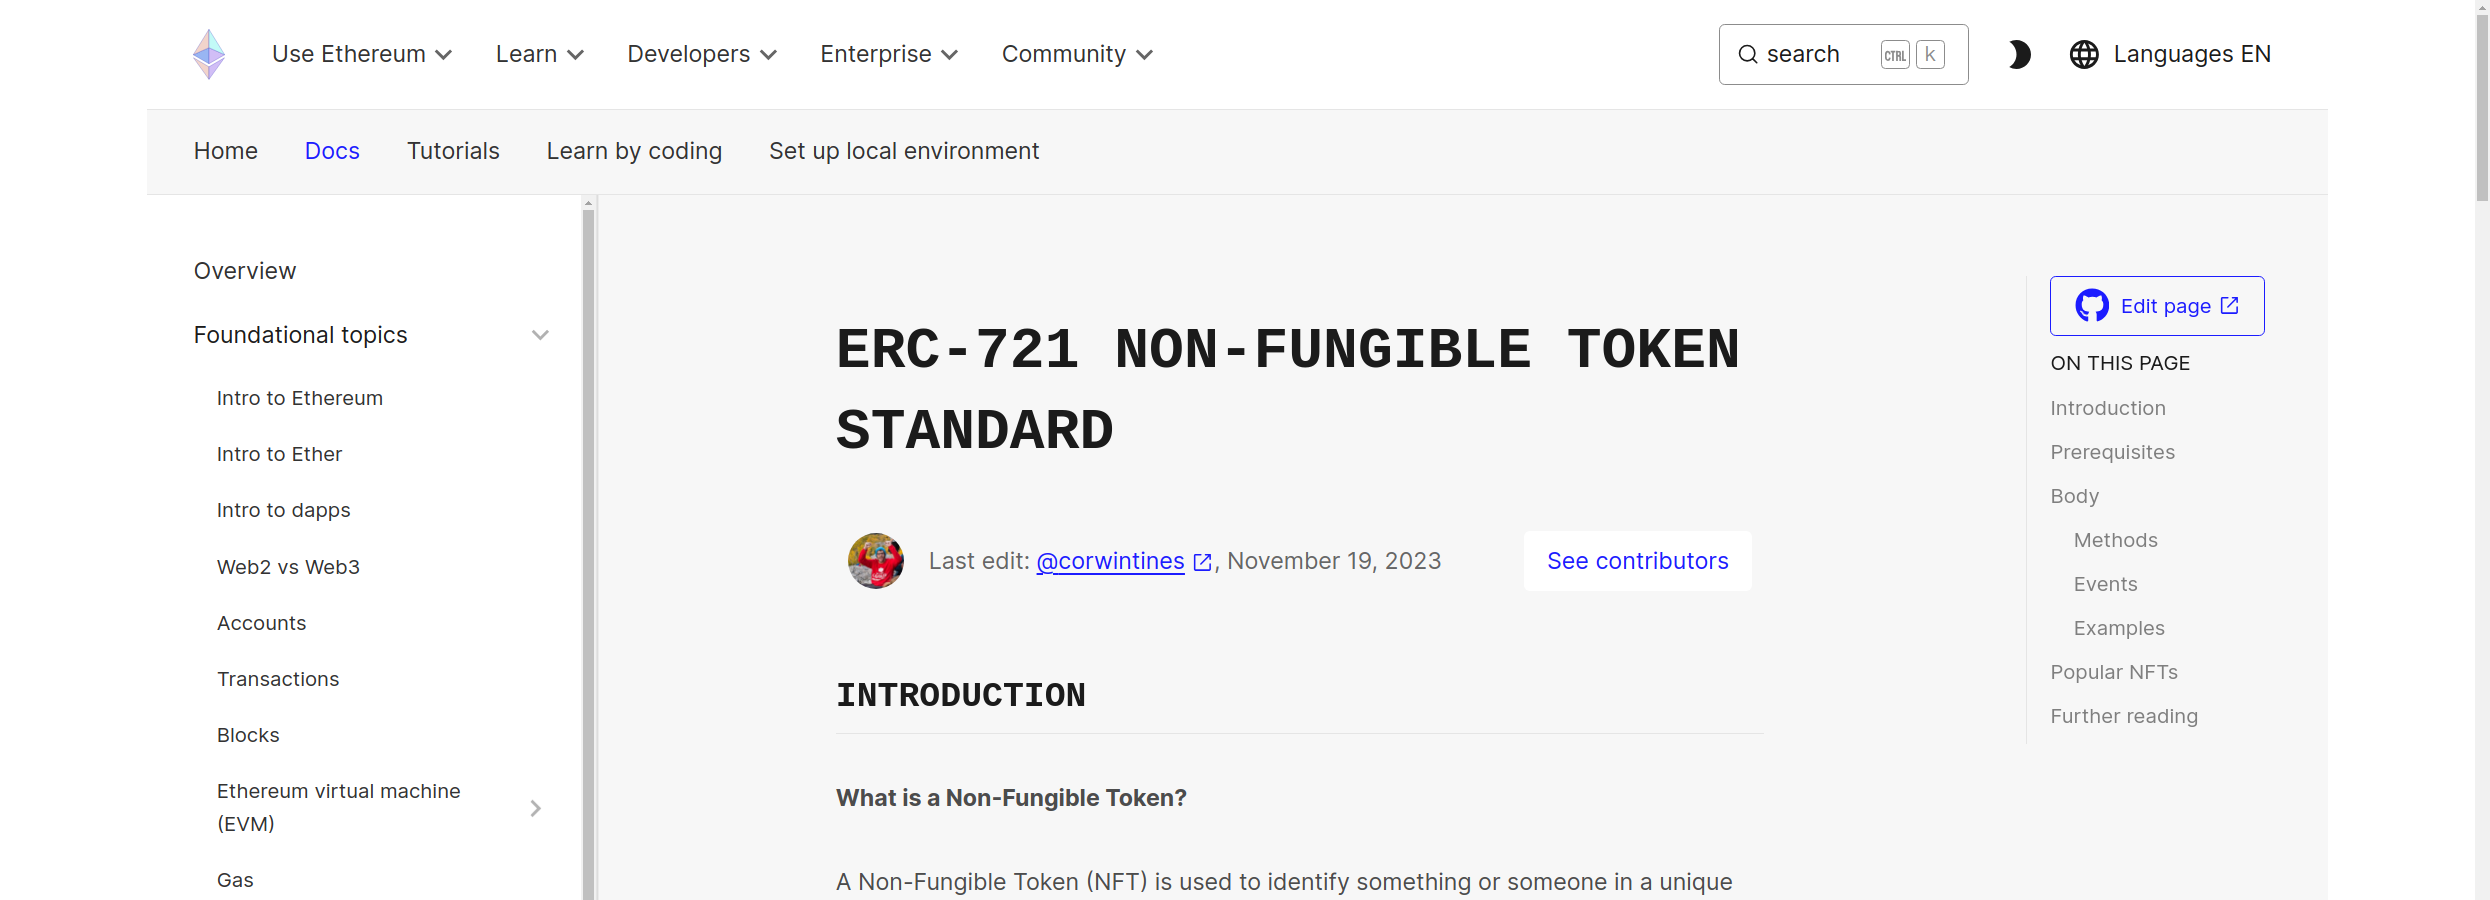 Use Ethereum Learn Developers Enterprise Community search CTRL k Languages EN
Home Docs Tutorials Learn by coding Set up local environment
Overview
Foundational topics
Intro to Ethereum
Intro to Ether
Intro to dapps
Web2 vs Web3
Accounts
Transactions
Blocks
Ethereum virtual machine
(EVM)
Gas
ERC-721 NON-FUNGIBLE TOKEN
STANDARD
Last edit: @corwintines, November 19, 2023
See contributors
INTRODUCTION
What is a Non-Fungible Token?
A Non-Fungible Token (NFT) is used to identify something or someone in a unique
Edit page
ON THIS PAGE
Introduction
Prerequisites
Body
Methods
Events
Examples
Popular NFTs
Further reading